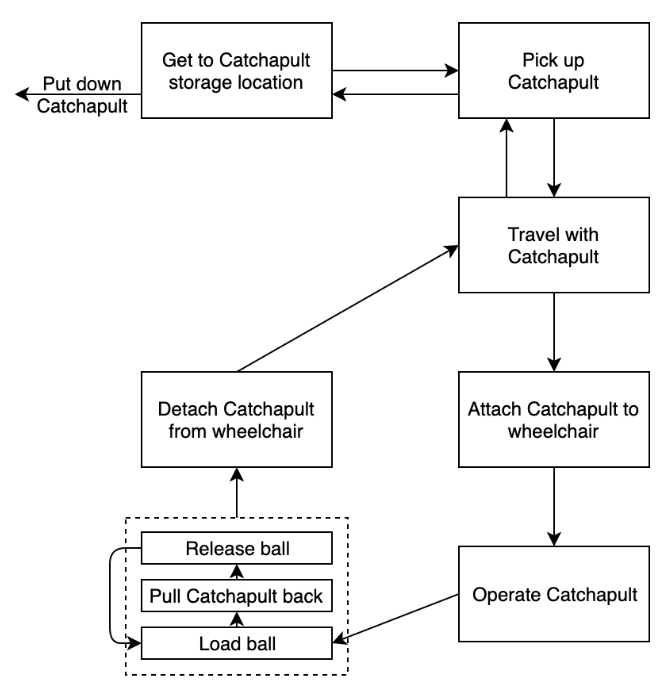 Get to Catchapult
storage location
Pick up
Catchapult
Put down
Catchapult
Travel with
Catchapult
Detach Catchapult
from wheelchair
Attach Catchapult to
wheelchair
Release ball
Pull Catchapult back
Load ball
Operate Catchapult